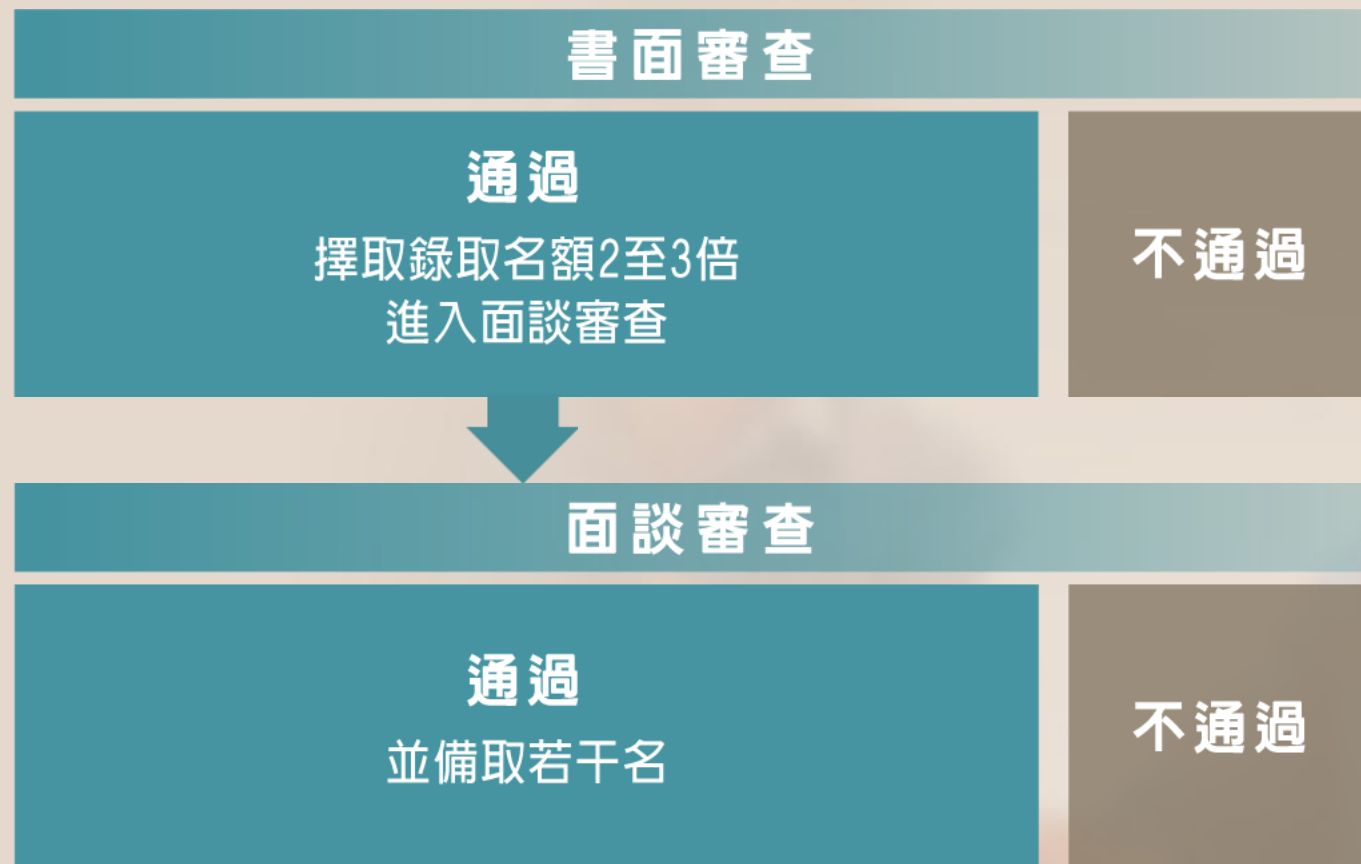 書面審查
通過
擇取錄取名額2至3倍
進入面談審查
不通過
面談審查
通過
並備取若干名
不通過